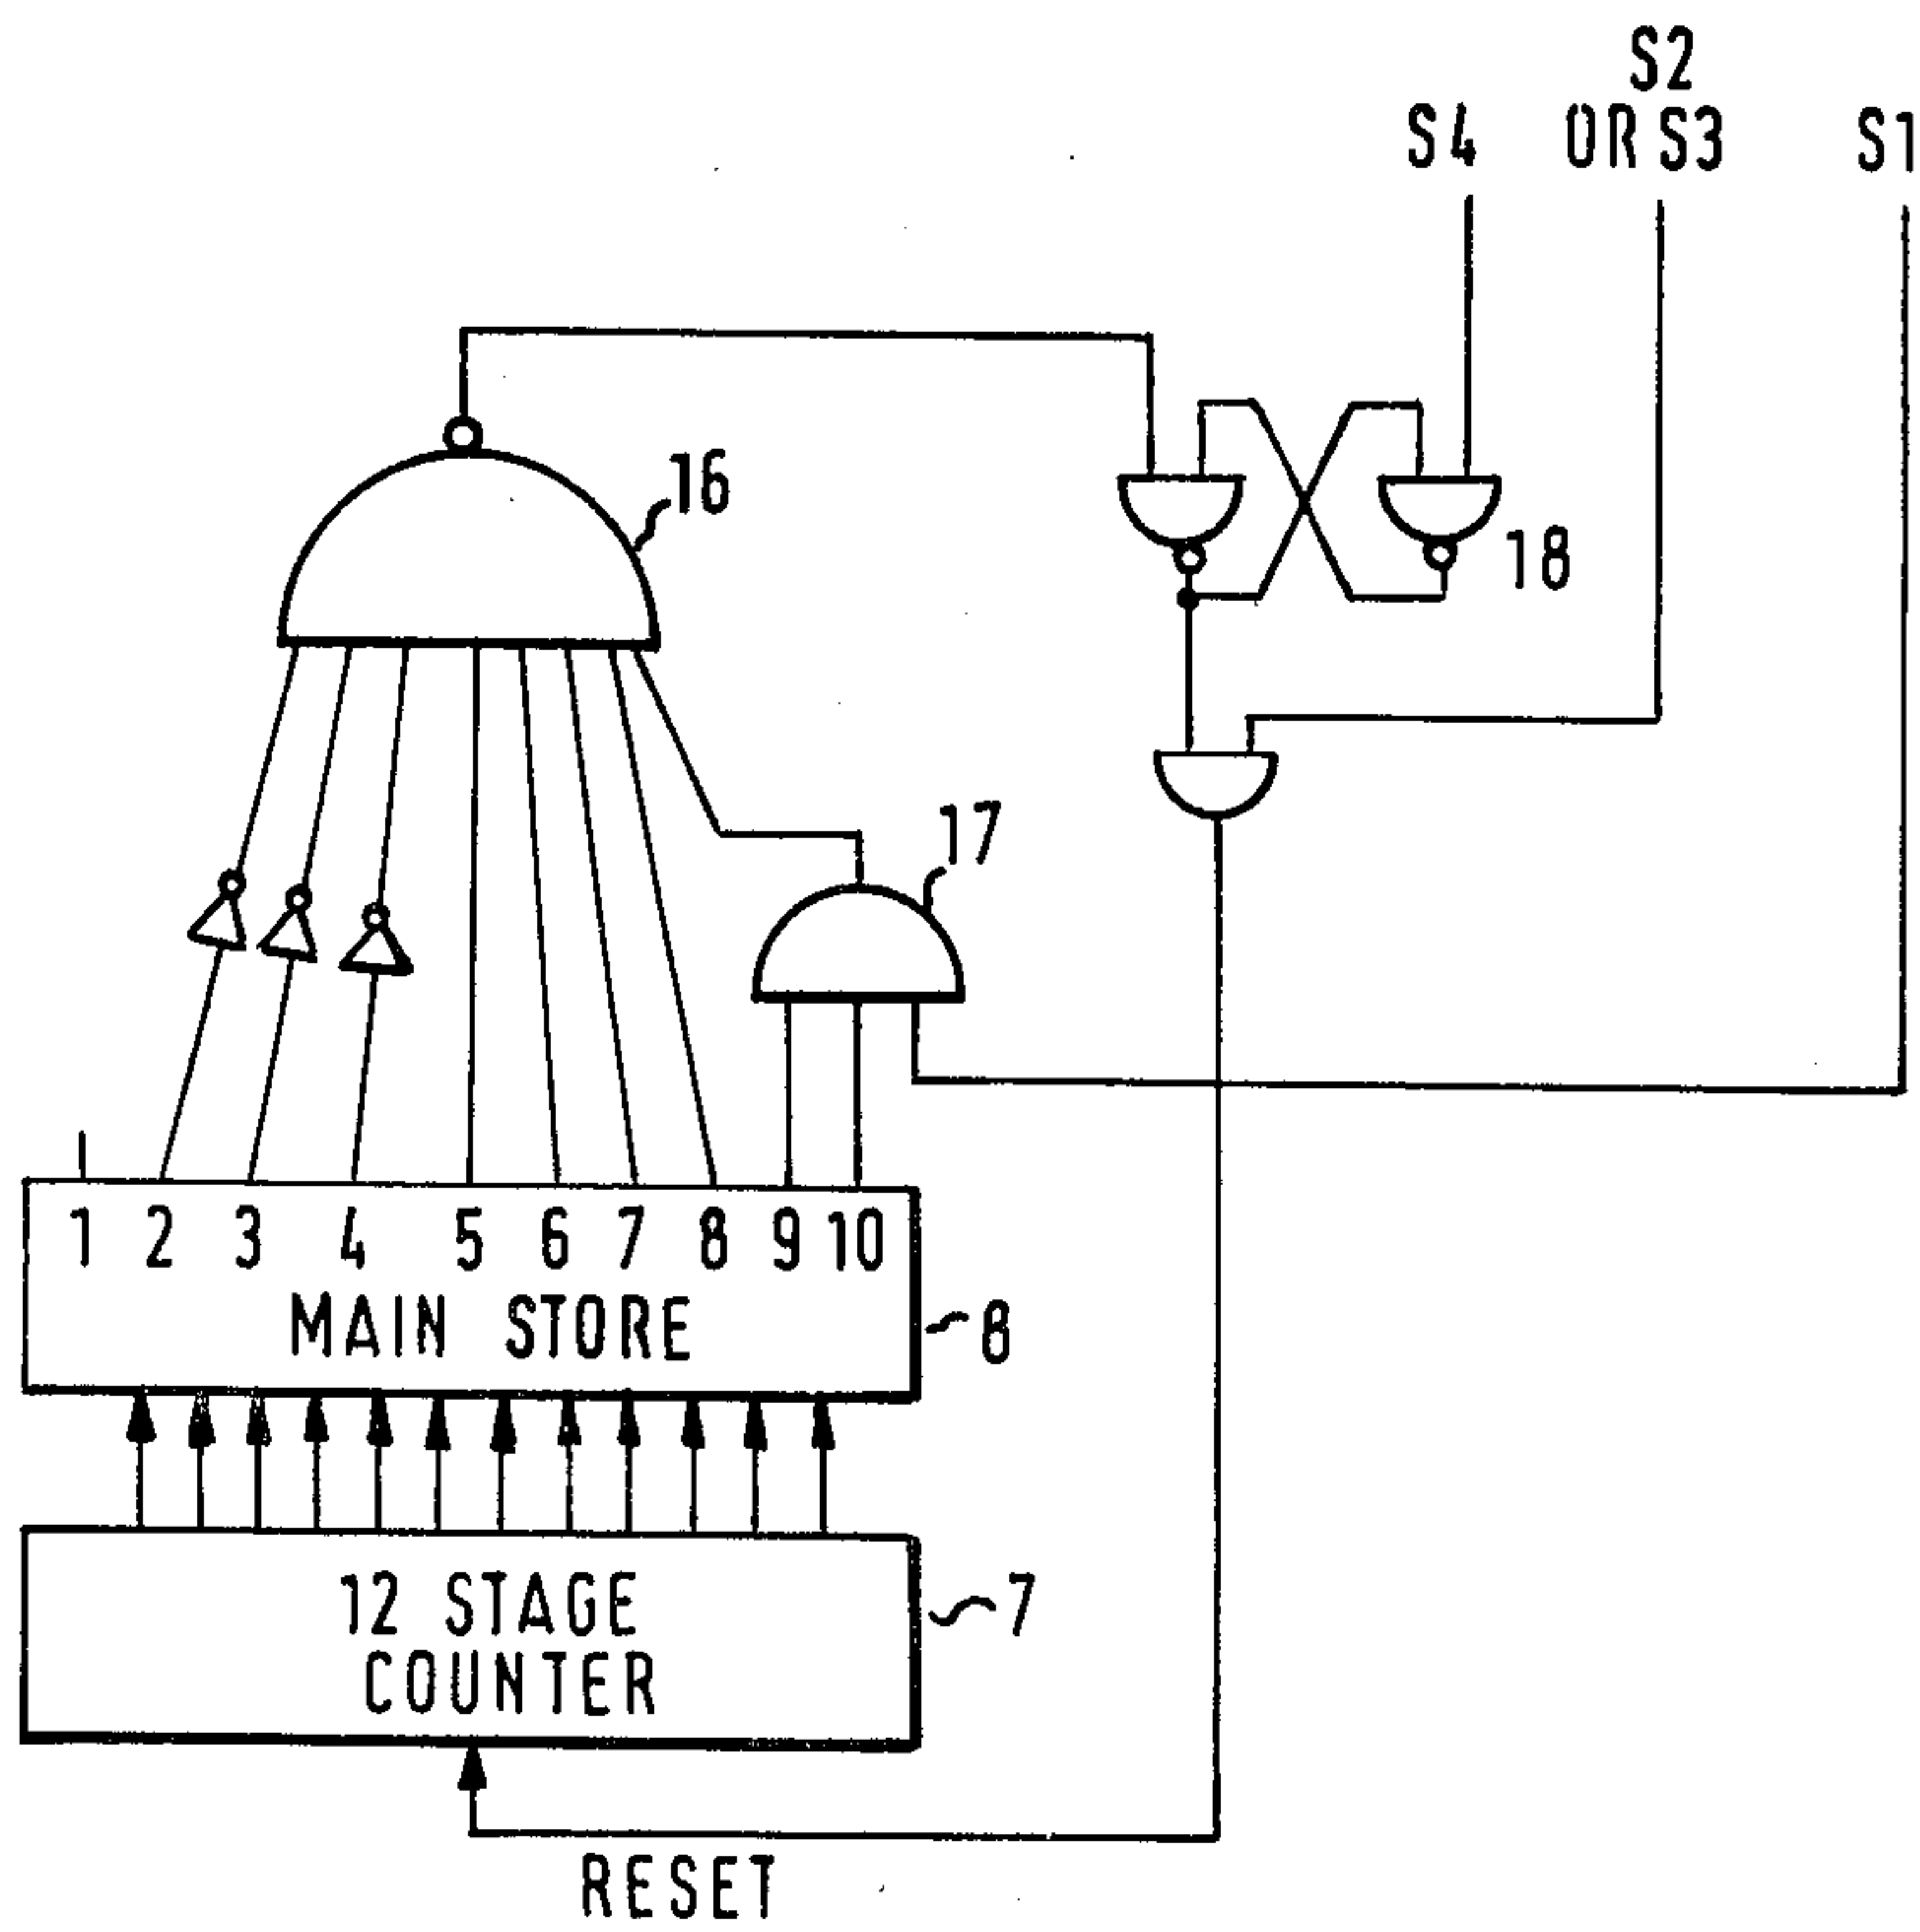 S2
S4 OR S3 S1
16
18
17
1 2 3 4 5 6 7 8 9 10
MAIN STORE
8
12 STAGE
COUNTER
7
RESET